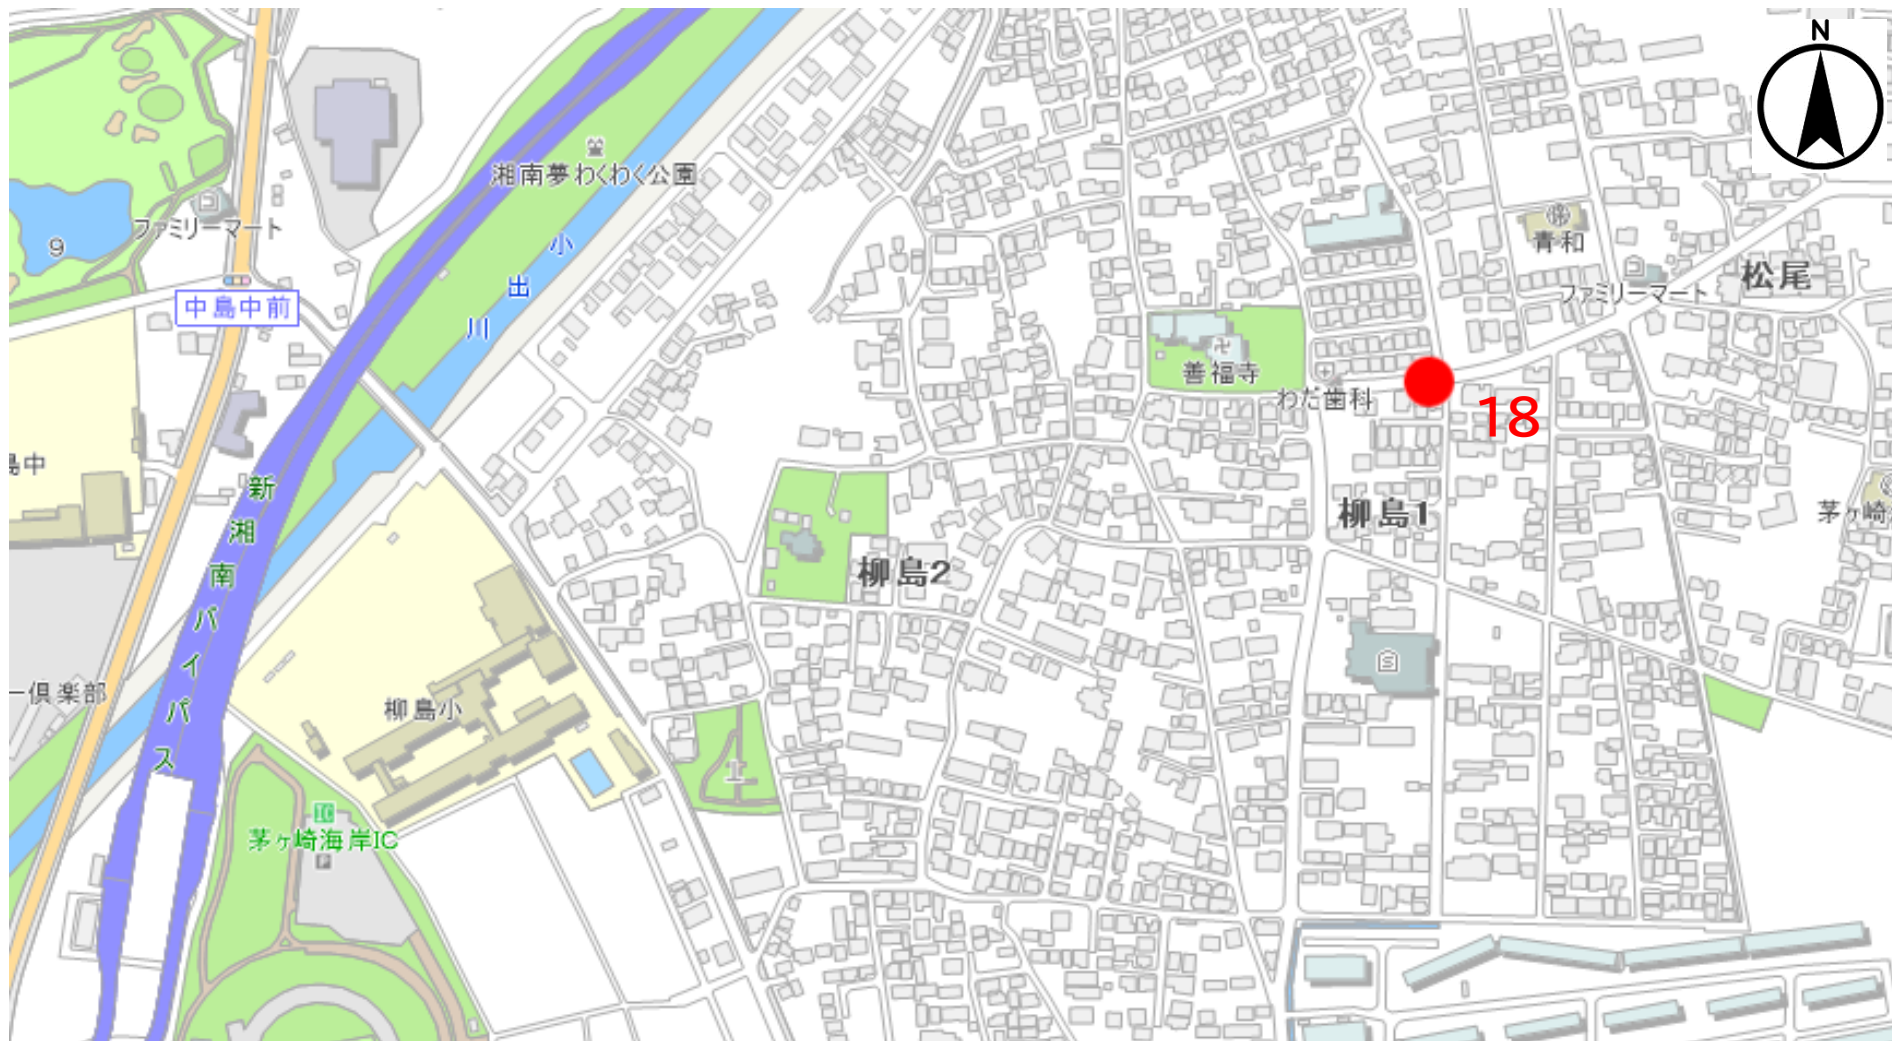 N
湘南夢わくわく公園
ファミリーマート
9
小出川
中島中前
青和
ファミリーマート
松尾
善福寺
わだ歯科
18
島中
新湘南バイパス
柳島1
茅ヶ崎
柳島2
ー倶楽部
柳島小
IC
茅ヶ崎海岸IC
P